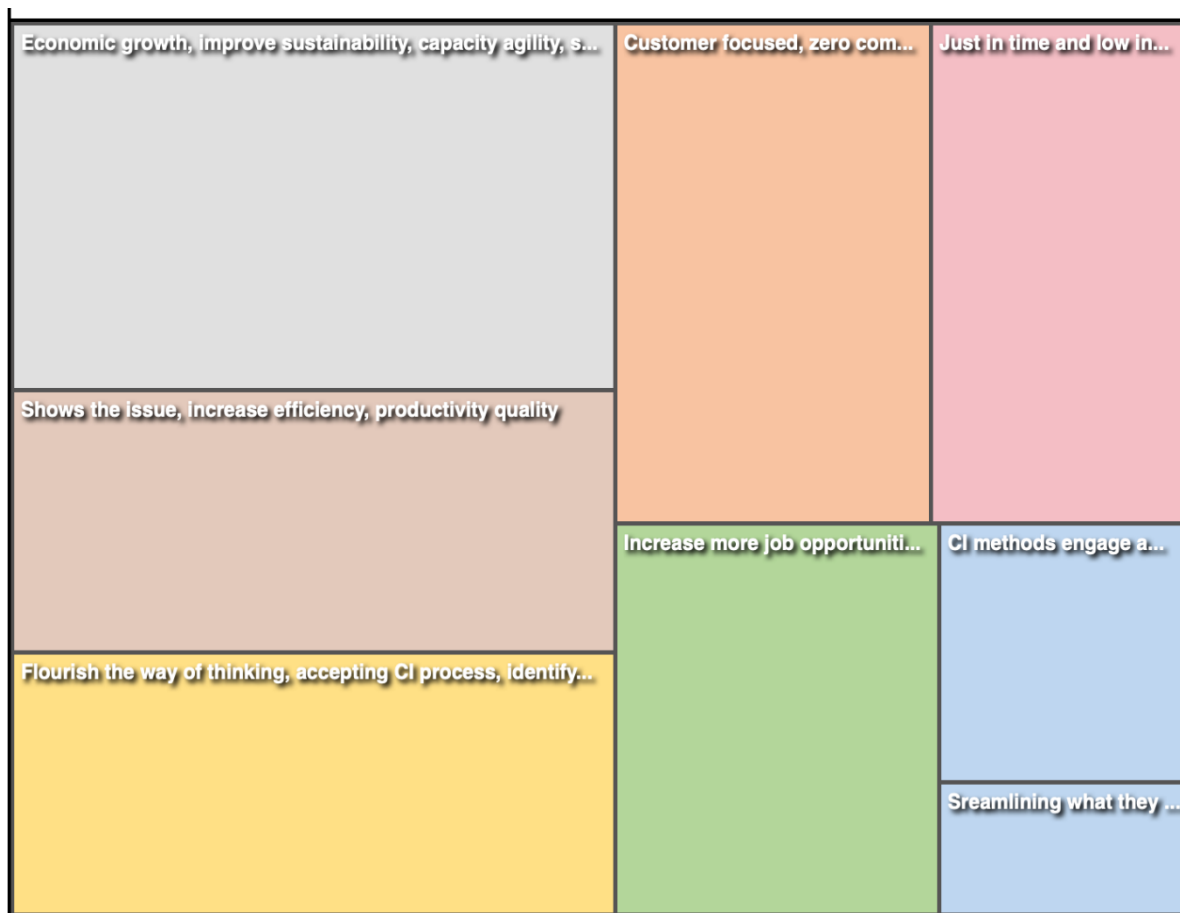 Economic growth, improve sustainability, capacity agility, s...
Customer focused, zero com...
Just in time and low in...
Shows the issue, increase efficiency, productivity quality
Increase more job opportuniti...
CI methods engage a...
Flourish the way of thinking, accepting CI process, identify...
Sreamlining what they ...